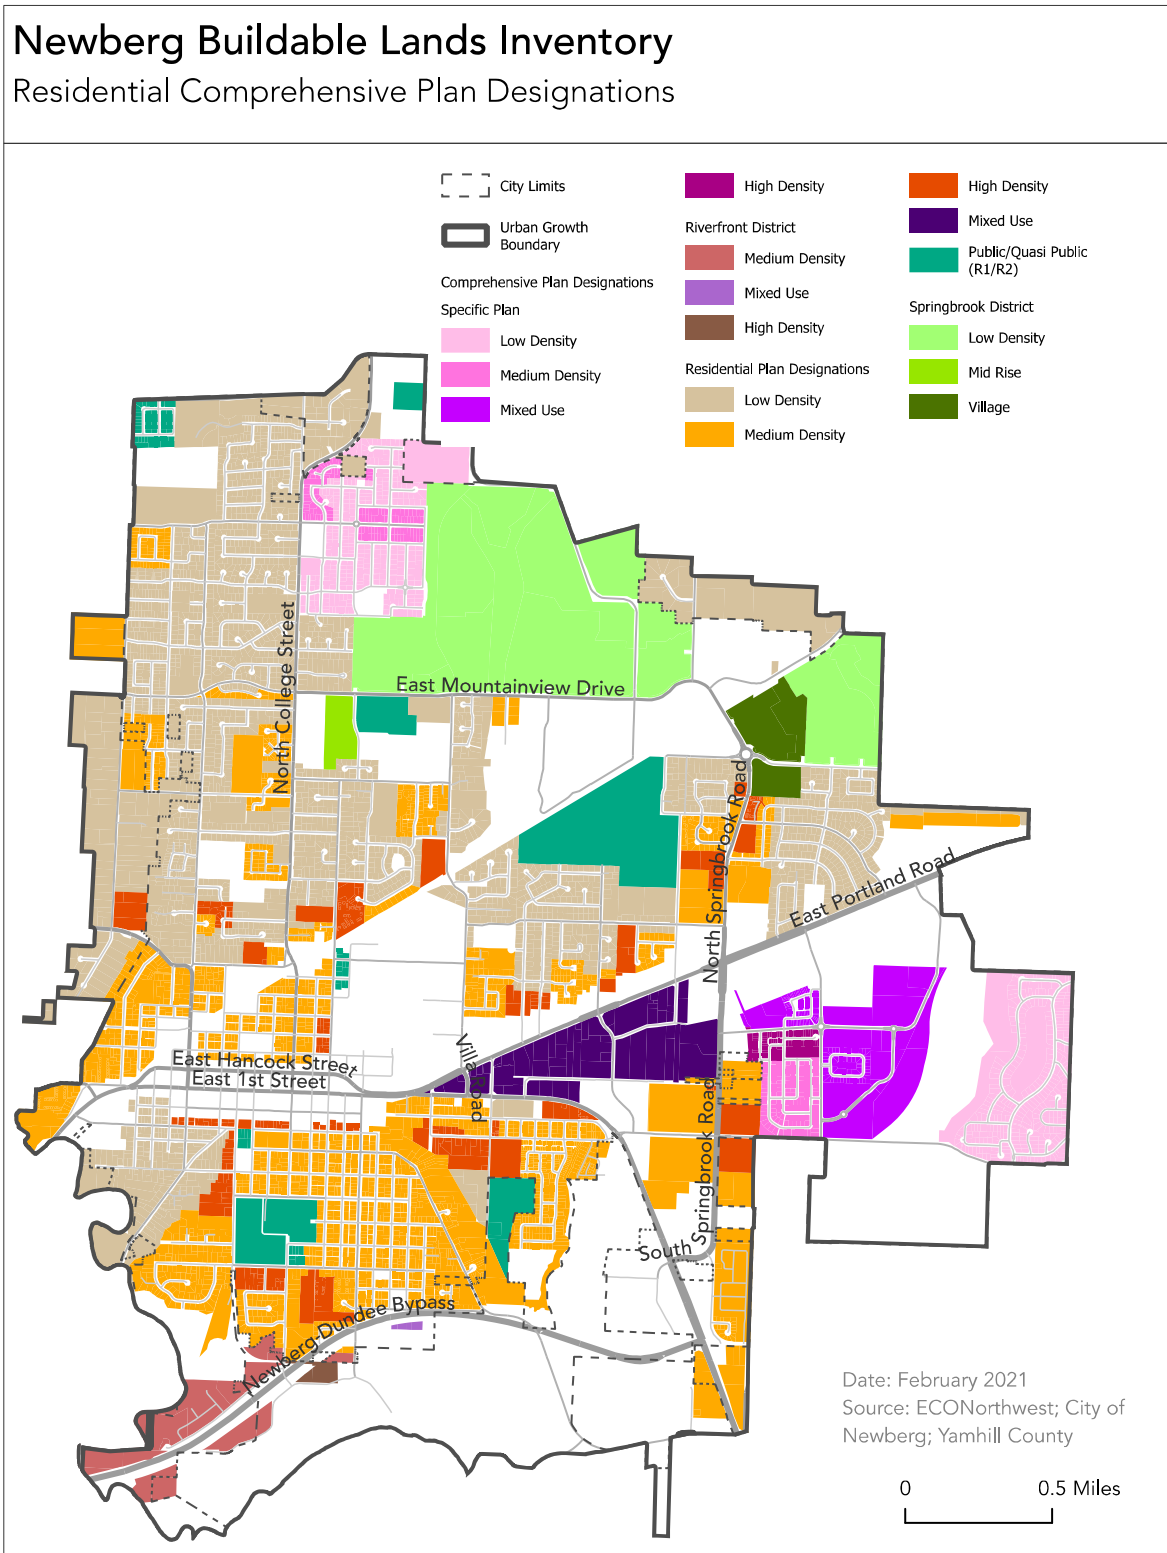 Newberg Buildable Lands Inventory
Residential Comprehensive Plan Designations
City Limits
Urban Growth
Boundary
Comprehensive Plan Designations
Specific Plan
Low Density
Medium Density
Mixed Use
High Density
Riverfront District
Medium Density
Mixed Use
High Density
Residential Plan Designations
Low Density
Medium Density
High Density
Mixed Use
Public/Quasi Public
(R1/R2)
Springbrook District
Low Density
Mid Rise
Village
North College Street
East Mountainview Drive
North Springbrook Road
East Portland Road
Villa Road
East Hancock Street
East 1st Street
South Springbrook Road
Newberg-Dundee Bypass
Date: February 2021
Source: ECONorthwest; City of
Newberg; Yamhill County
0 0.5 Miles